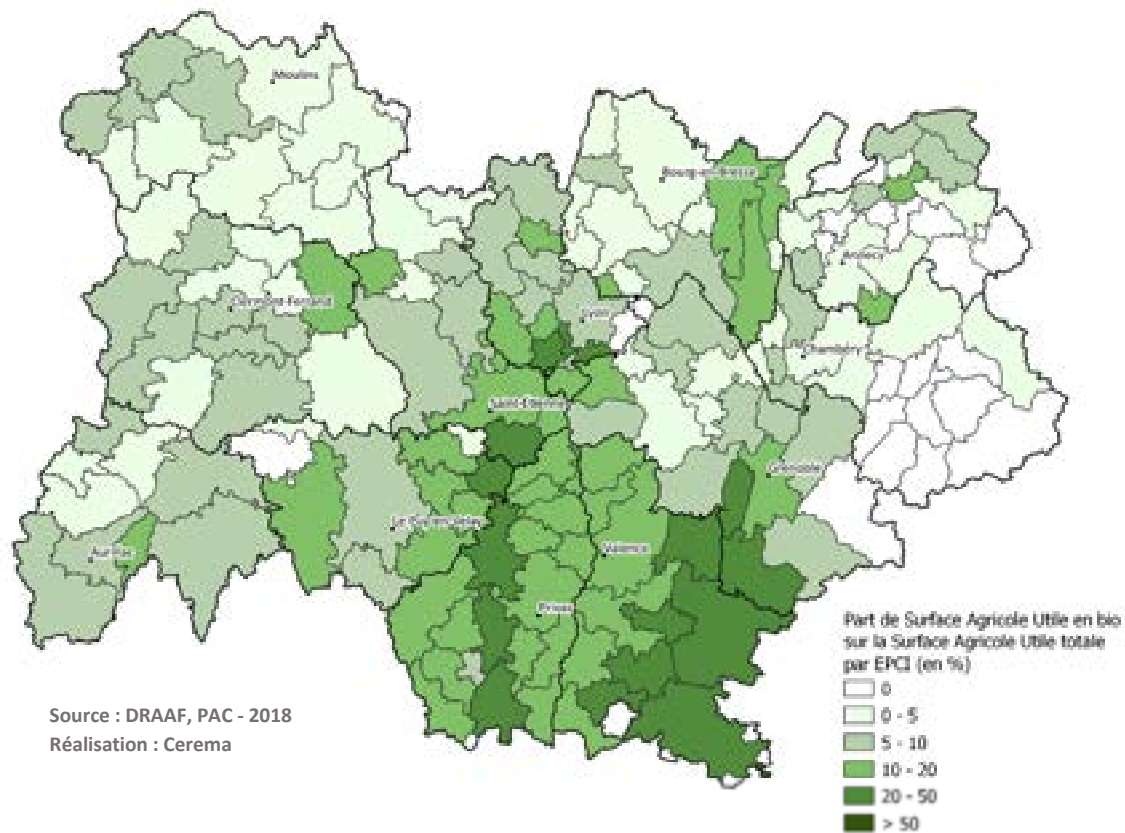 Moulins
Bourg-en-Bresse
Annecy
Clermont-Ferrand
Lyon
Chambéry
Saint-Etienne
Grenoble
Le Puy-en-Velay
Aurillac
Valence
Privas
Part de Surface Agricole Utile en bio
sur la Surface Agricole Utile totale
par EPCI (en %)
0
0 - 5
5 - 10
10 - 20
20 - 50
> 50
Source : DRAAF, PAC - 2018
Réalisation : Cerema